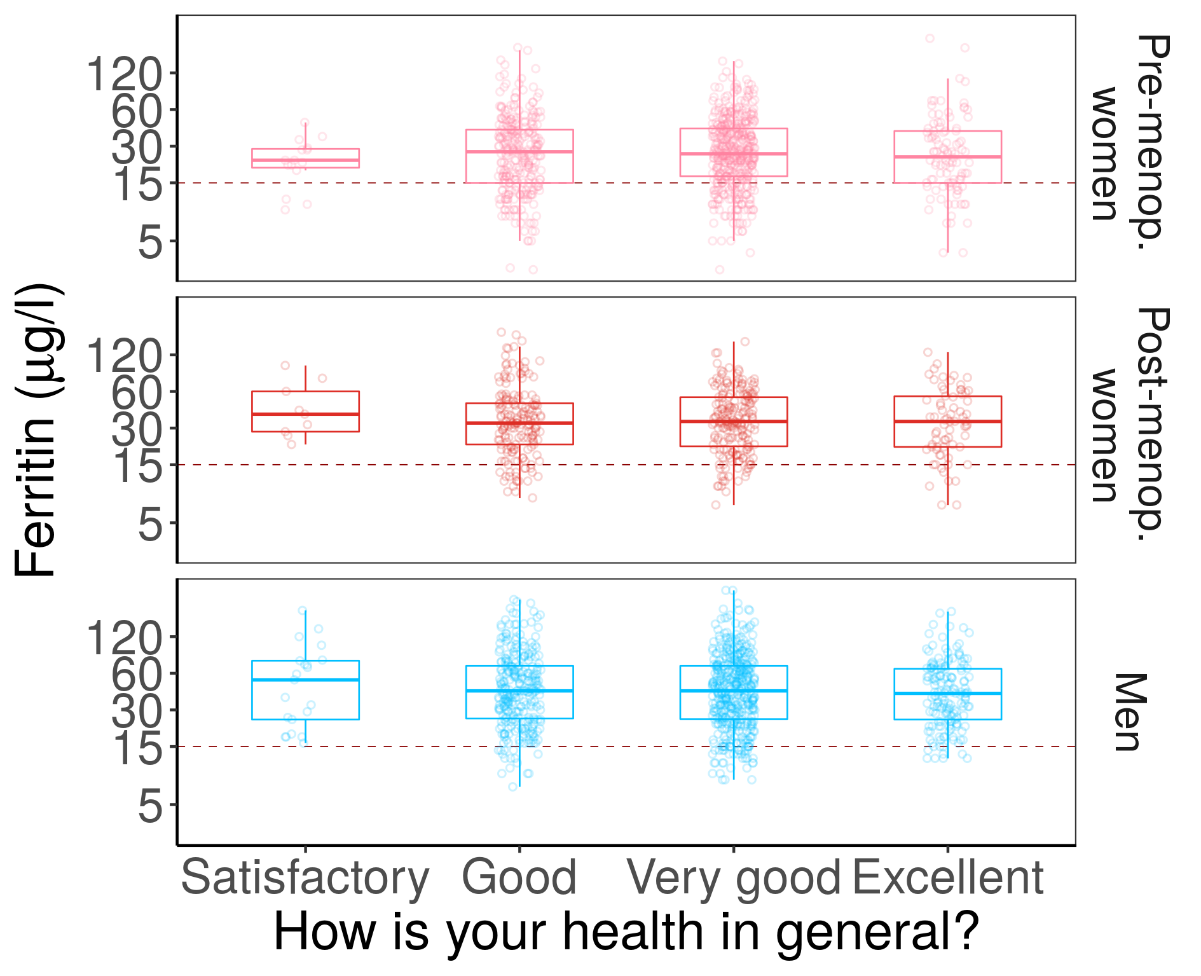 Ferritin (µg/l)
120
60
30
15
5
Pre-menop.
women
120
60
30
15
5
Post-menop.
women
120
60
30
15
5
Men
Satisfactory Good Very good Excellent
How is your health in general?